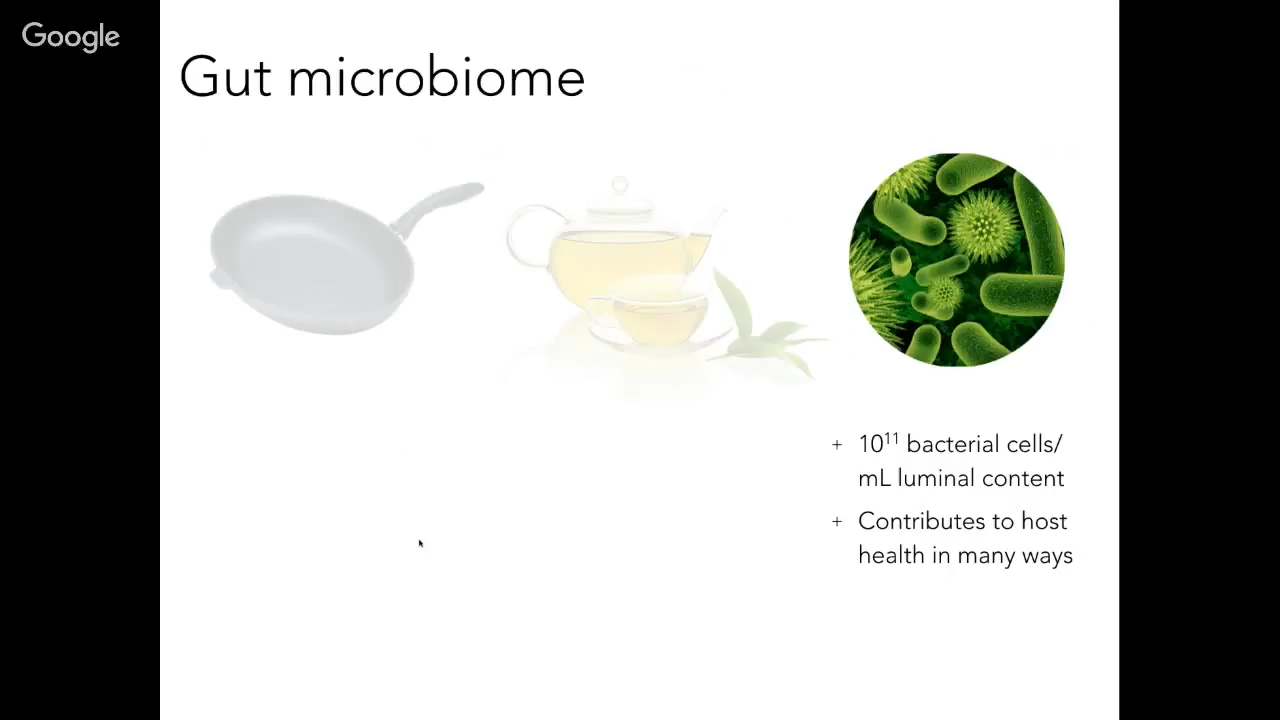 Google
Gut microbiome
+ 10¹¹ bacterial cells/
mL luminal content
+ Contributes to host
health in many ways